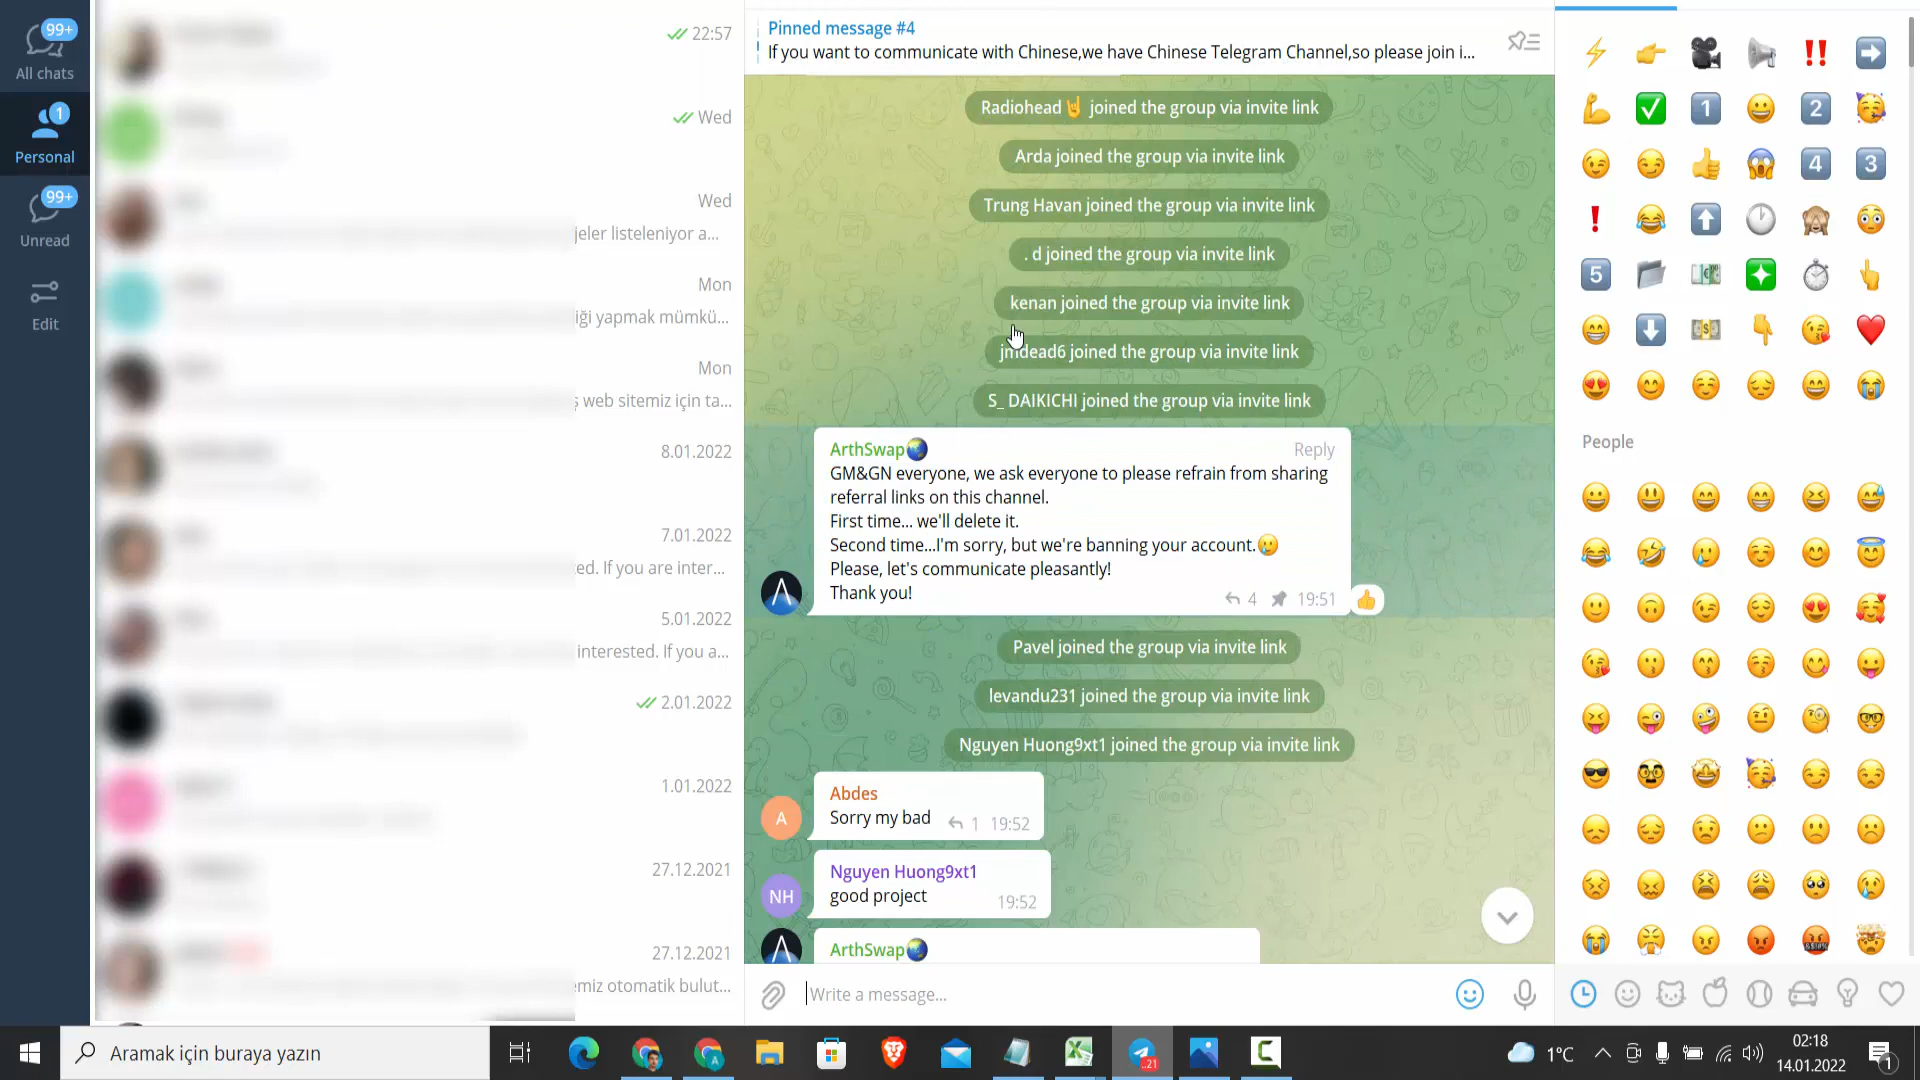 99+
All chats
1
Personal
99+
Unread
Edit
22:57
Wed
Wed
jeler listeleniyor a...
Mon
iği yapmak mümkü...
Mon
ş web sitemiz için ta...
8.01.2022
7.01.2022
ed. If you are inter...
5.01.2022
interested. If you a...
2.01.2022
1.01.2022
27.12.2021
27.12.2021
emiz otomatik bulut...
Pinned message #4
If you want to communicate with Chinese,we have Chinese Telegram Channel,so please join i...
Radiohead🤘 joined the group via invite link
Arda joined the group via invite link
Trung Havan joined the group via invite link
. d joined the group via invite link
kenan joined the group via invite link
jmdead6 joined the group via invite link
S_ DAIKICHI joined the group via invite link
ArthSwap🌏 Reply
GM&GN everyone, we ask everyone to please refrain from sharing
referral links on this channel.
First time... we'll delete it.
Second time...I'm sorry, but we're banning your account.🥲
Please, let's communicate pleasantly!
Thank you!
4 19:51
Pavel joined the group via invite link
levandu231 joined the group via invite link
Nguyen Huong9xt1 joined the group via invite link
Abdes
A
Sorry my bad 1 19:52
Nguyen Huong9xt1
NH
good project 19:52
ArthSwap🌏
Write a message...
People
Aramak için buraya yazın
..21
1°C
02:18
14.01.2022
1